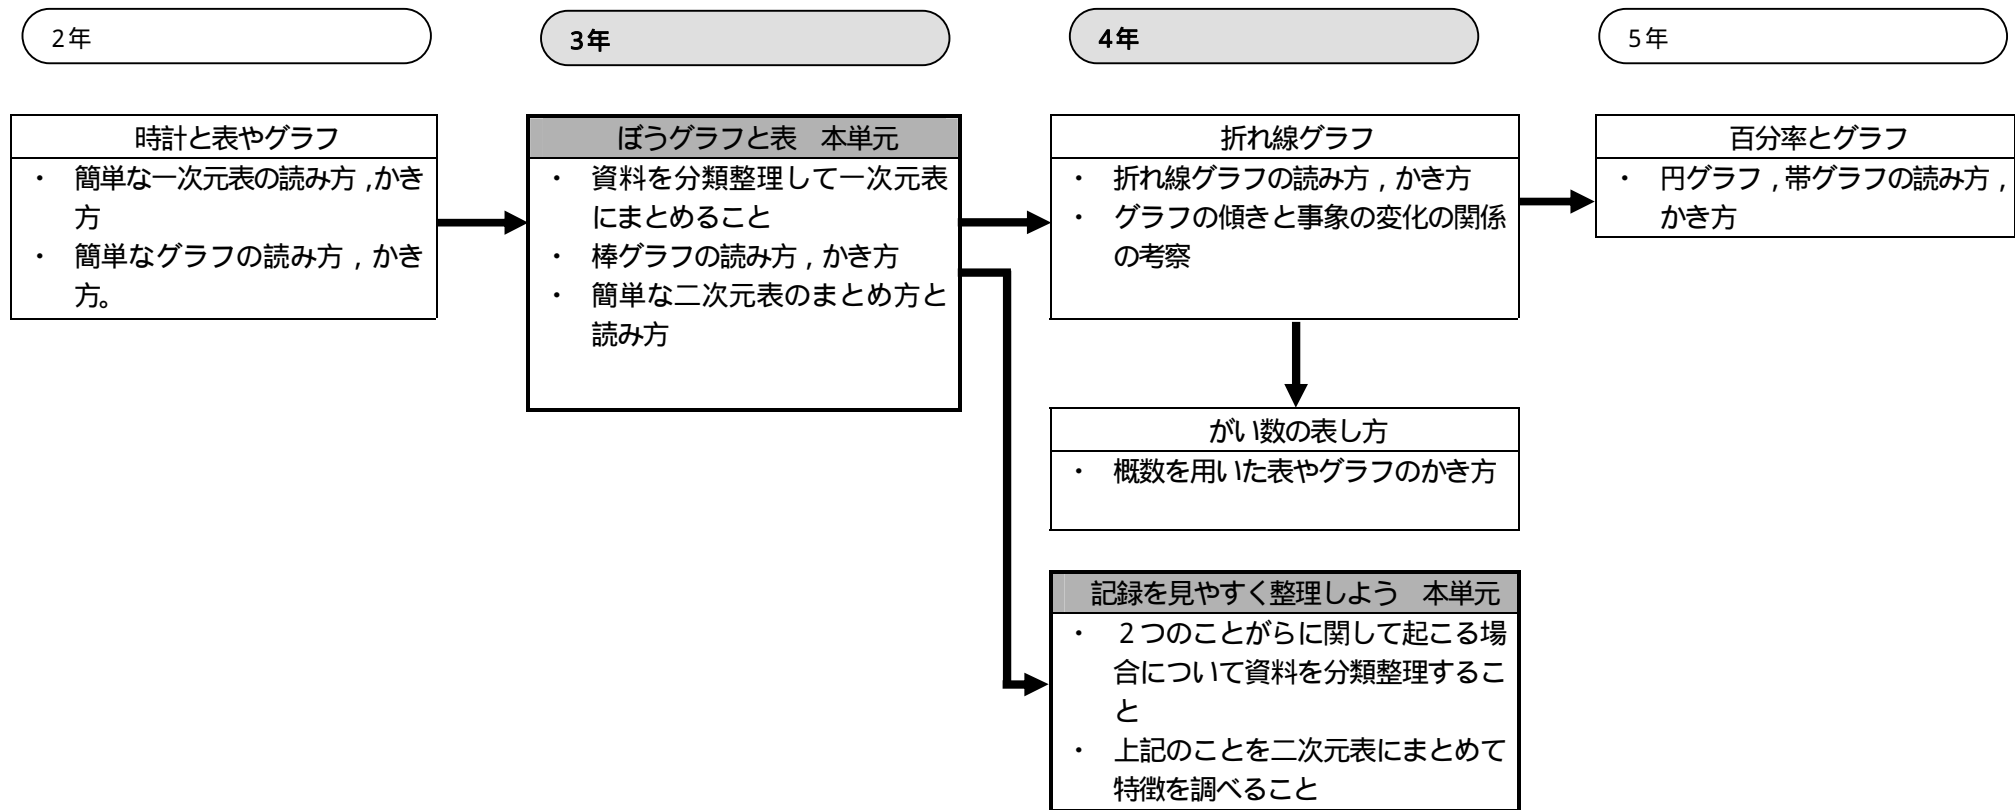 2年
3年
4年
5年
時計と表やグラフ
・ 簡単な一次元表の読み方,かき
方
・ 簡単なグラフの読み方,かき
方。
ぼうグラフと表 本単元
・ 資料を分類整理して一次元表
にまとめること
・ 棒グラフの読み方,かき方
・ 簡単な二次元表のまとめ方と
読み方
折れ線グラフ
・ 折れ線グラフの読み方,かき方
・ グラフの傾きと事象の変化の関係
の考察
がい数の表し方
・ 概数を用いた表やグラフのかき方
記録を見やすく整理しよう 本単元
・ 2つのことがらに関して起こる場
合について資料を分類整理するこ
と
・ 上記のことを二次元表にまとめて
特徴を調べること
百分率とグラフ
・ 円グラフ,帯グラフの読み方,
かき方